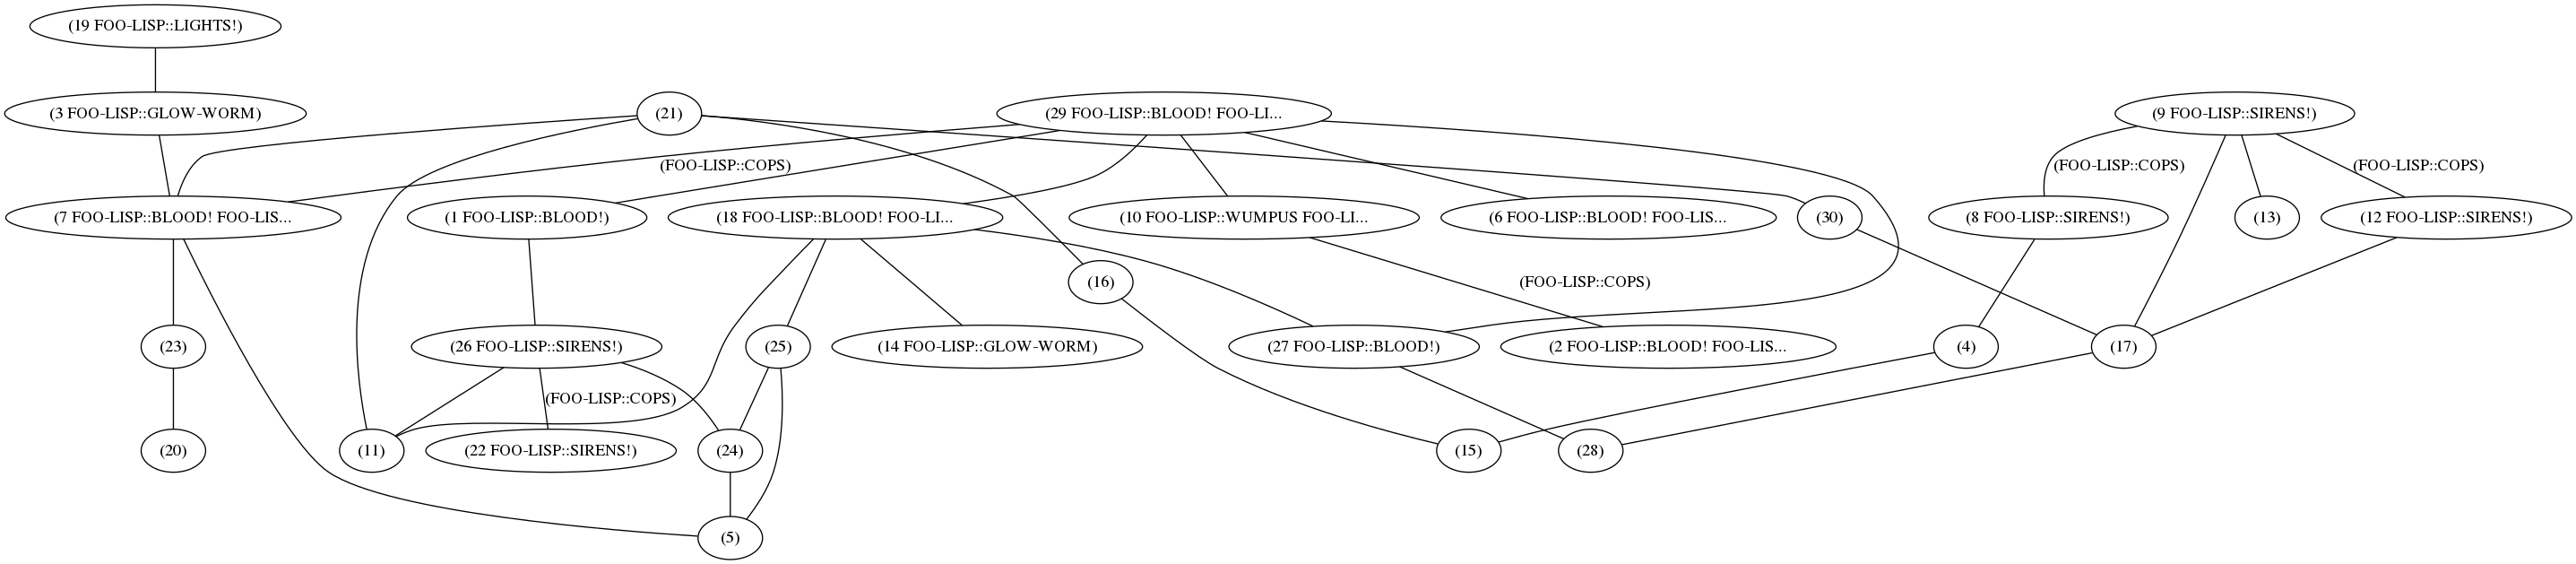 (19 FOO-LISP::LIGHTS!)
(3 FOO-LISP::GLOW-WORM)
(21)
(29 FOO-LISP::BLOOD! FOO-LI...
(9 FOO-LISP::SIRENS!)
(FOO-LISP::COPS)
(FOO-LISP::COPS)
(FOO-LISP::COPS)
(7 FOO-LISP::BLOOD! FOO-LIS...
(1 FOO-LISP::BLOOD!)
(18 FOO-LISP::BLOOD! FOO-LI...
(10 FOO-LISP::WUMPUS FOO-LI...
(6 FOO-LISP::BLOOD! FOO-LIS...
(30)
(8 FOO-LISP::SIRENS!)
(13)
(12 FOO-LISP::SIRENS!)
(16)
(FOO-LISP::COPS)
(23)
(26 FOO-LISP::SIRENS!)
(25)
(14 FOO-LISP::GLOW-WORM)
(27 FOO-LISP::BLOOD!)
(2 FOO-LISP::BLOOD! FOO-LIS...
(4)
(17)
(FOO-LISP::COPS)
(20)
(11)
(22 FOO-LISP::SIRENS!)
(24)
(15)
(28)
(5)